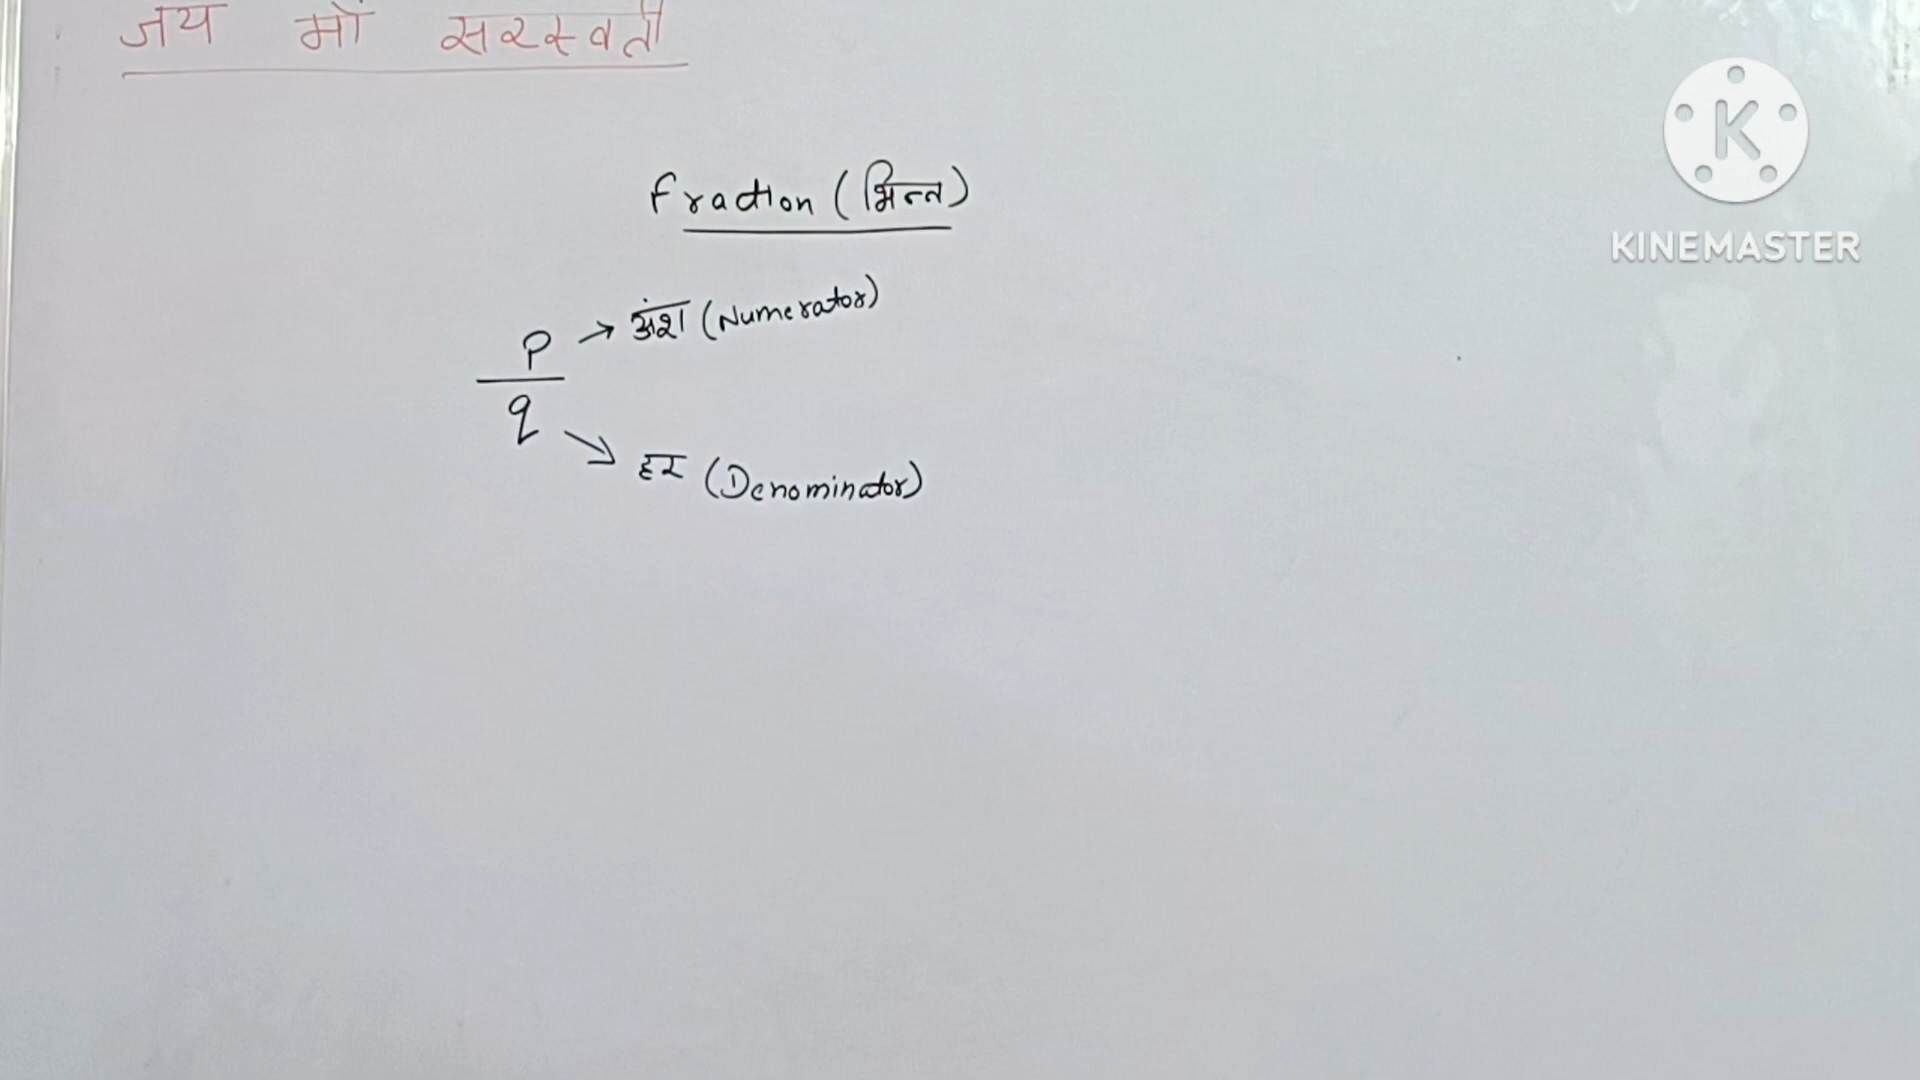 जय माँ सरस्वती
K
KINEMASTER
Fraction (भिन्न)
P → अंश (Numerator)
q → हर (Denominator)